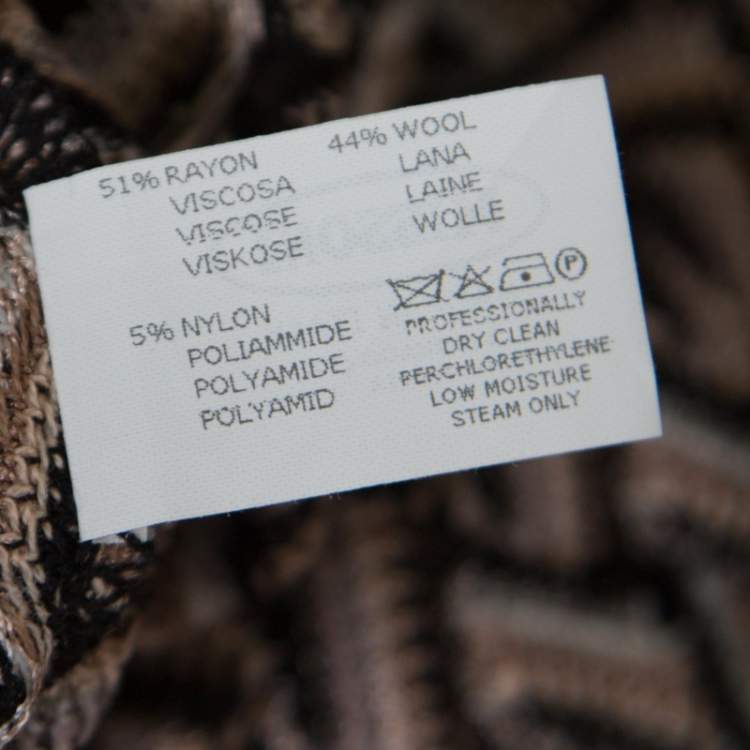 51% RAYON
VISCOSA
VISCOSE
VISKOSE
44% WOOL
LANA
LAINE
WOLLE
5% NYLON
POLIAMMIDE
POLYAMIDE
POLYAMID
P
PROFESSIONALLY
DRY CLEAN
PERCHLORETHYLENE
LOW MOISTURE
STEAM ONLY